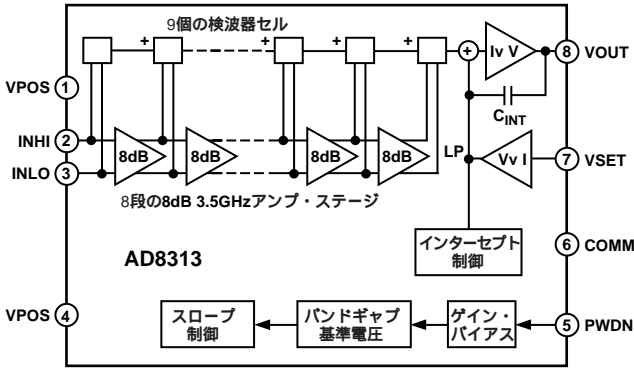 9個の検波器セル
+ + + + +
Iv V
8 VOUT
VPOS 1
CINT
INHI 2
8dB 8dB 8dB 8dB
LP
Vv I
7 VSET
INLO 3
8段の8dB 3.5GHzアンプ・ステージ
インターセプト
制御
6 COMM
AD8313
VPOS 4
スロープ
制御
バンドギャプ
基準電圧
ゲイン・
バイアス
5 PWDN